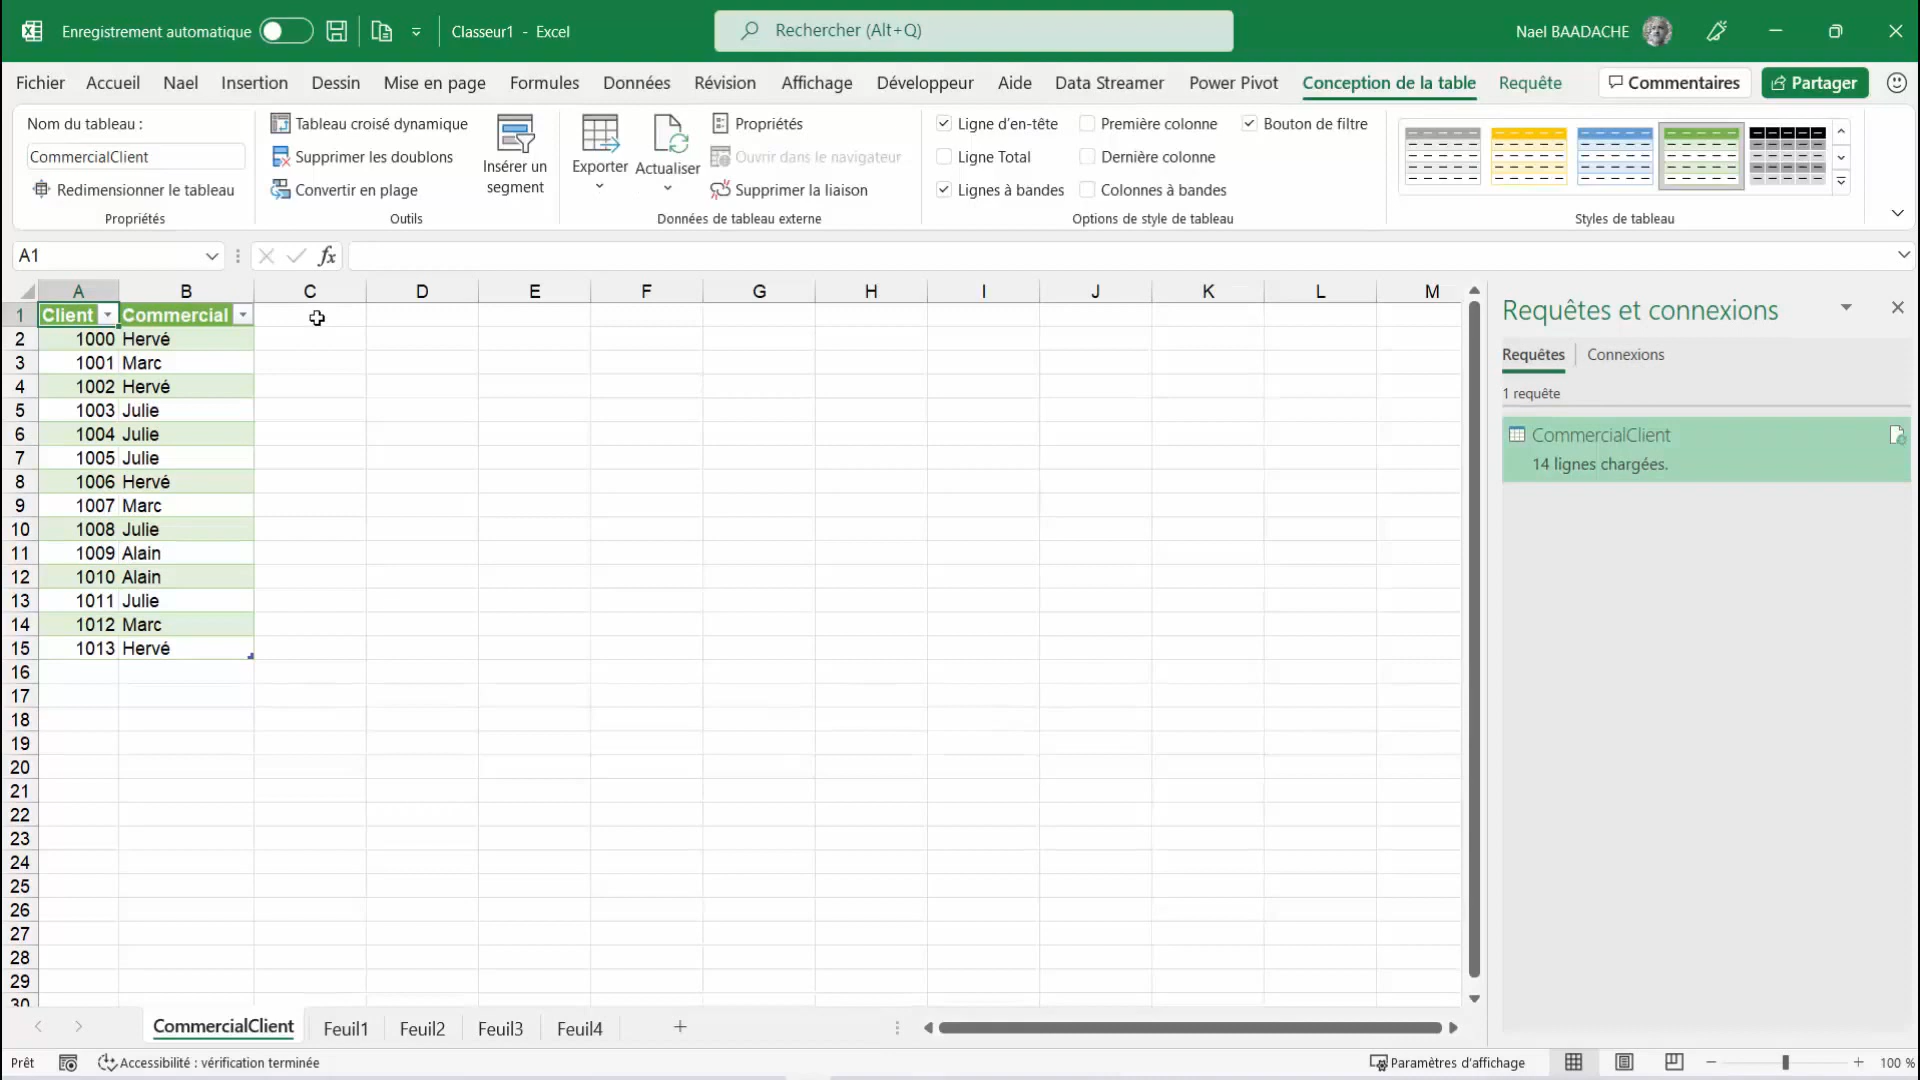 Enregistrement automatique
Classeur1 - Excel
Rechercher (Alt+Q)
Nael BAADACHE
Fichier Accueil Nael Insertion Dessin Mise en page Formules Données Révision Affichage Développeur Aide Data Streamer Power Pivot Conception de la table Requête Commentaires Partager
Nom du tableau :
CommercialClient
Redimensionner le tableau
Propriétés
Tableau croisé dynamique
Supprimer les doublons
Convertir en plage
Outils
Insérer un
segment
Exporter
Actualiser
Propriétés
Ouvrir dans le navigateur
Supprimer la liaison
Données de tableau externe
Ligne d'en-tête
Ligne Total
Lignes à bandes
Première colonne
Dernière colonne
Colonnes à bandes
Bouton de filtre
Options de style de tableau
Styles de tableau
A1
fx
A B C D E F G H I J K L M
1 Client Commercial
2 1000 Hervé
3 1001 Marc
4 1002 Hervé
5 1003 Julie
6 1004 Julie
7 1005 Julie
8 1006 Hervé
9 1007 Marc
10 1008 Julie
11 1009 Alain
12 1010 Alain
13 1011 Julie
14 1012 Marc
15 1013 Hervé
16
17
18
19
20
21
22
23
24
25
26
27
28
29
30
Requêtes et connexions
Requêtes Connexions
1 requête
CommercialClient
14 lignes chargées.
CommercialClient Feuil1 Feuil2 Feuil3 Feuil4
Prêt
Accessibilité : vérification terminée
Paramètres d'affichage
100 %